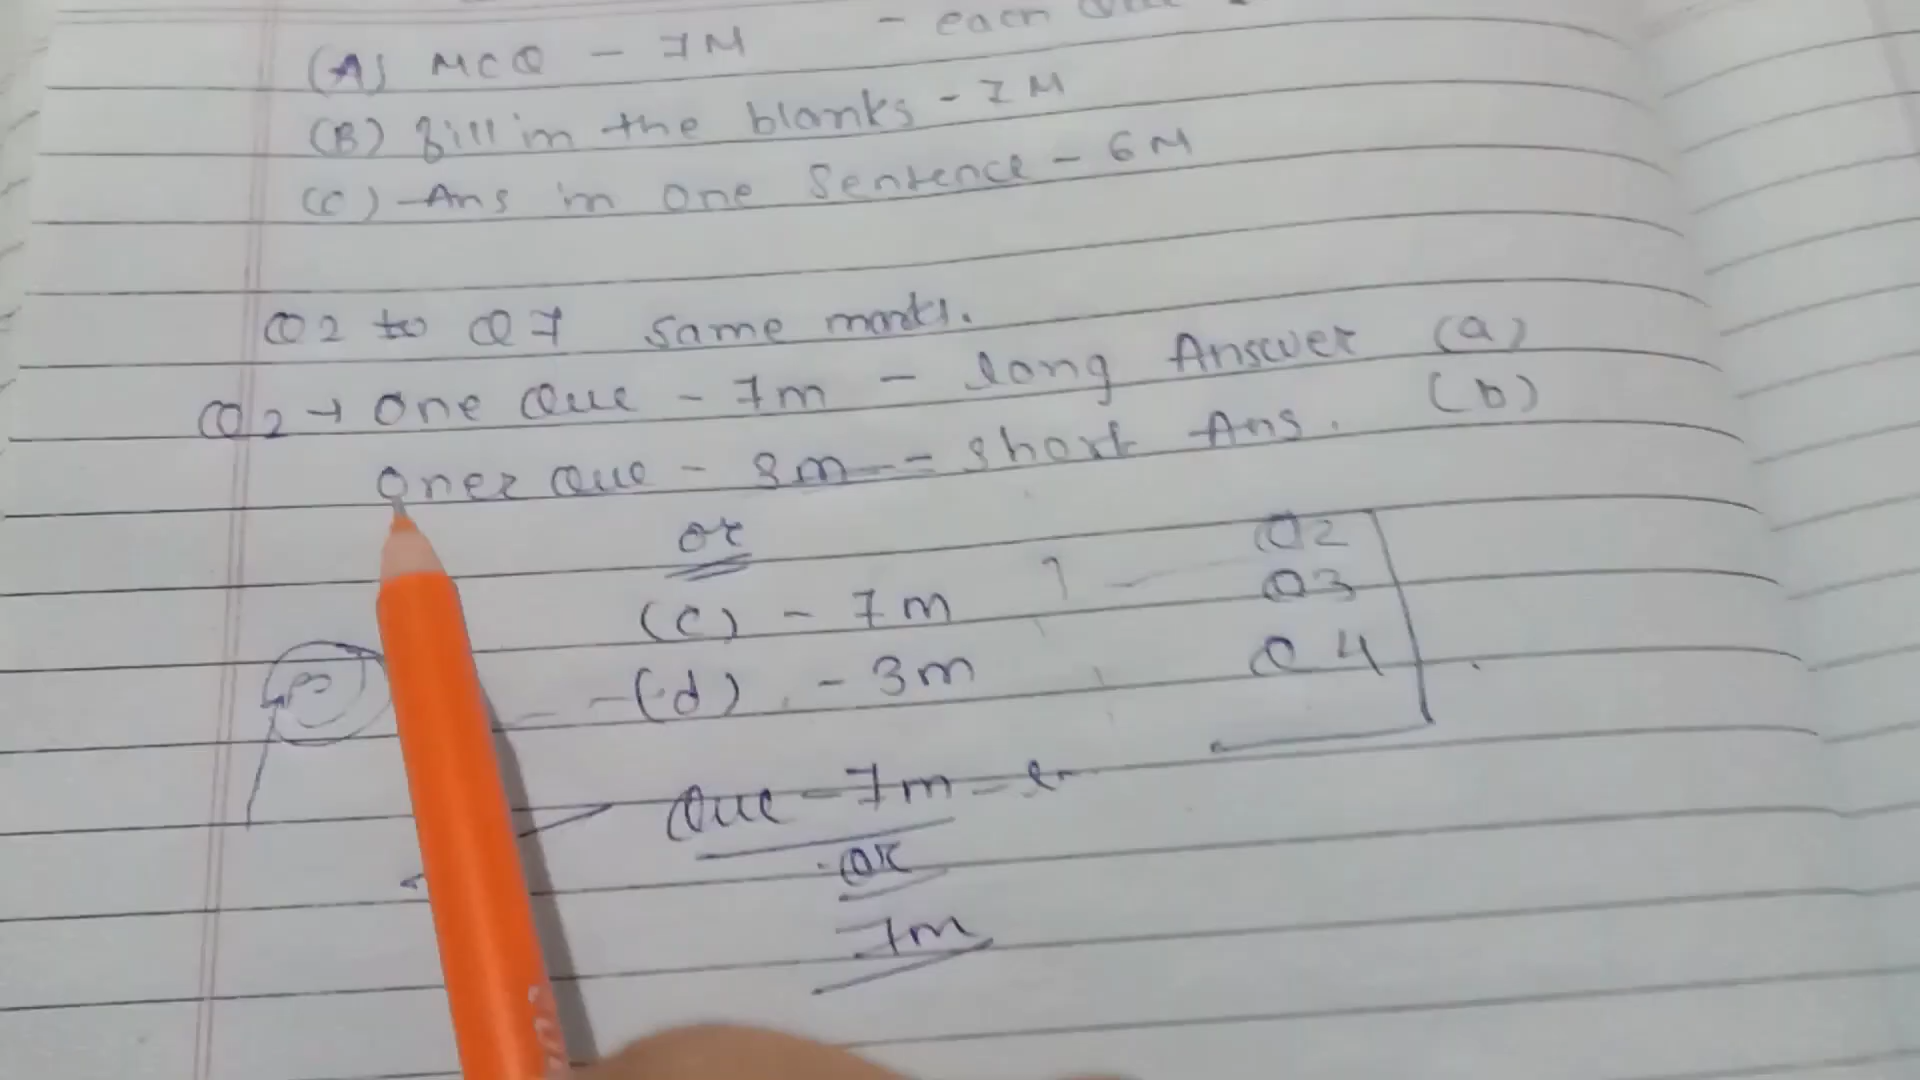 (A) MCQ - 7M - each Que
(B) fill in the blanks - 7M
(C) Ans in one Sentence - 6M
Q2 to Q7 same marks.
Q2 → One Que - 7m - long Answer (a)
One Que - 3m - short Ans. (b)
or
Q2
(c) - 7m
Q3
(d) - 3m
Q4
Que - 7m -
or
7m